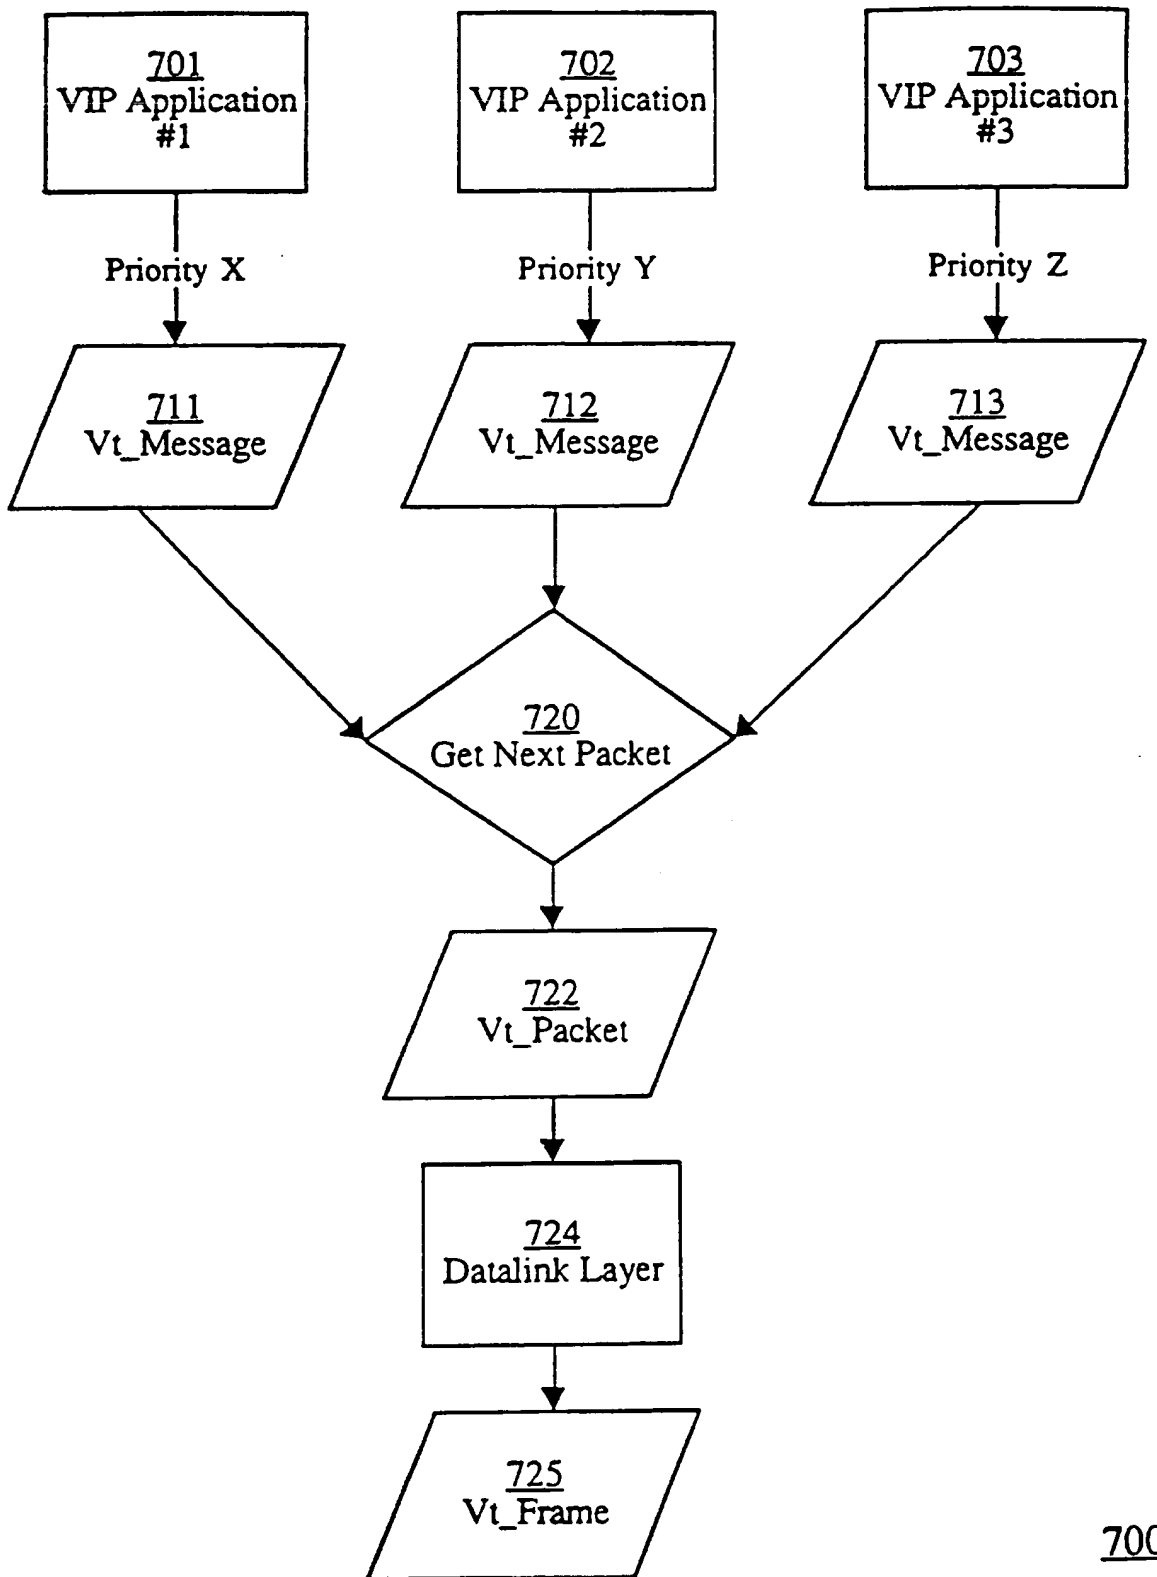 701
VIP Application
#1
702
VIP Application
#2
703
VIP Application
#3
Priority X
Priority Y
Priority Z
711
Vt_Message
712
Vt_Message
713
Vt_Message
720
Get Next Packet
722
Vt_Packet
724
Datalink Layer
725
Vt_Frame
700